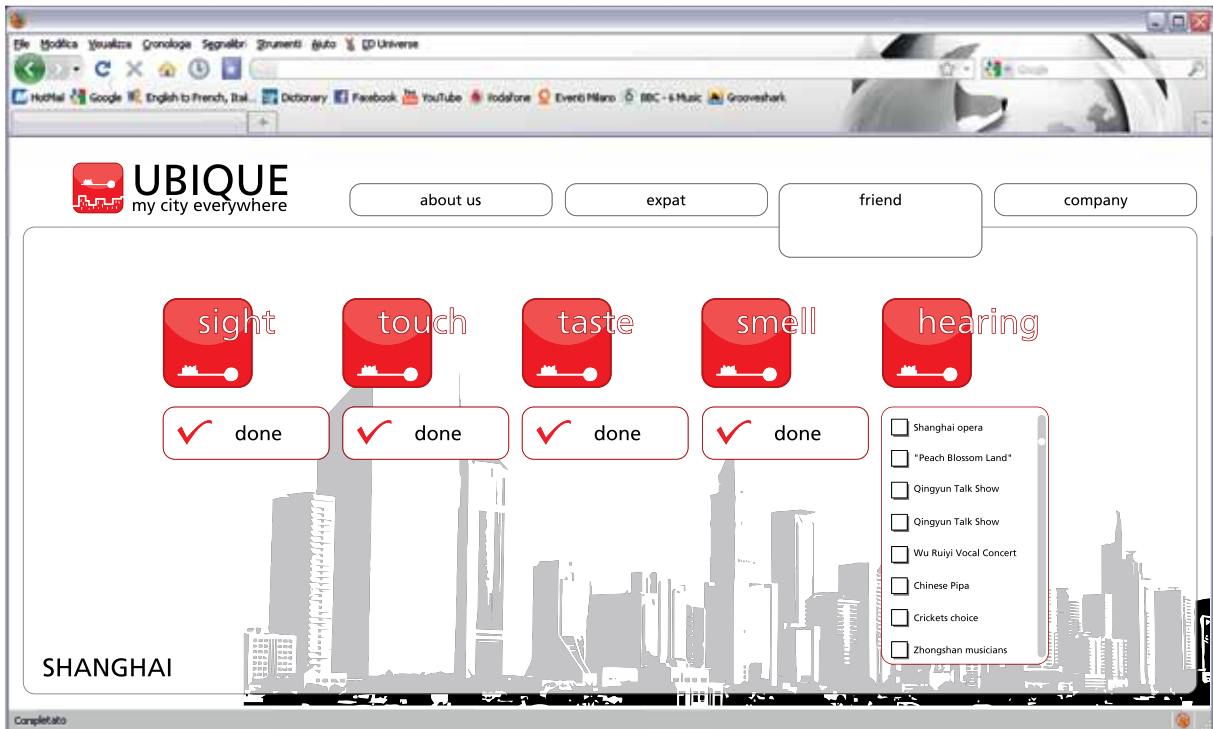 File Modifica Visualizza Cronologia Segnalibri Strumenti Aiuto CD Universe
Google
HotMail Google English to French, Ital... Dictionary Facebook YouTube Vodafone Eventi Milano BBC - 6 Music Grooveshark
UBIQUE
my city everywhere
about us
expat
friend
company
sight
touch
taste
smell
hearing
done
done
done
done
Shanghai opera
"Peach Blossom Land"
Qingyun Talk Show
Qingyun Talk Show
Wu Ruiyi Vocal Concert
Chinese Pipa
Crickets choice
Zhongshan musicians
SHANGHAI
Completato